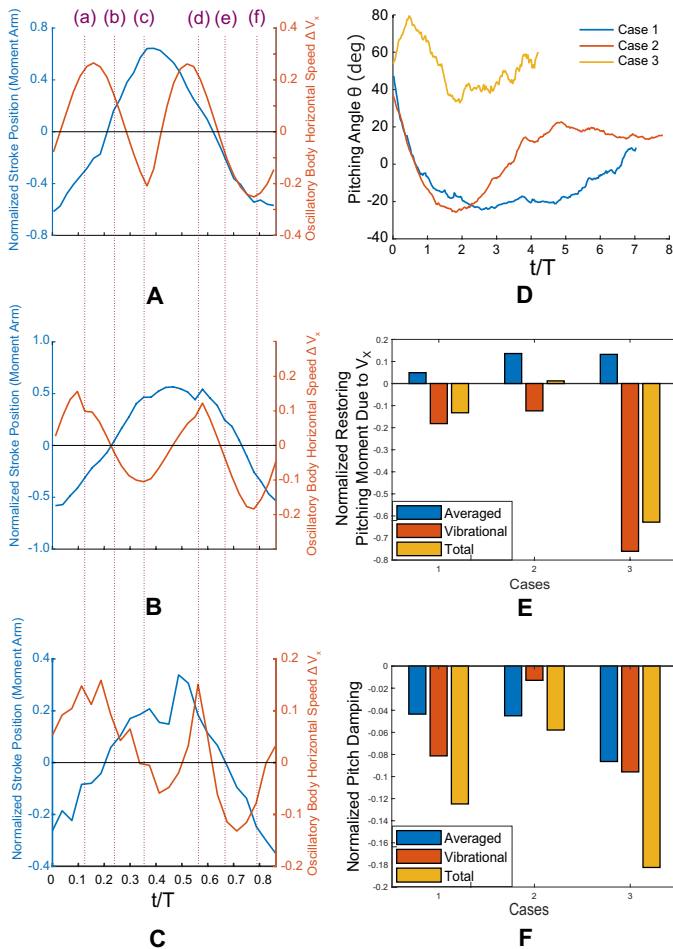 (a) (b) (c) (d) (e) (f)
Normalized Stroke Position (Moment Arm)
0.8
0.4
0
-0.4
-0.8
0.4
0.2
0
-0.2
-0.4
Oscillatory Body Horizontal Speed Δ Vx
A
Normalized Stroke Position (Moment Arm)
1.0
0.5
0
-0.5
-1.0
0.3
0.2
0.1
0
-0.1
-0.2
Oscillatory Body Horizontal Speed Δ Vx
B
Normalized Stroke Position (Moment Arm)
0.4
0.2
0
-0.2
-0.4
0.2
0.1
0
-0.1
-0.2
Oscillatory Body Horizontal Speed Δ Vx
0 0.1 0.2 0.3 0.4 0.5 0.6 0.7 0.8
t/T
C
Pitching Angle θ (deg)
80
60
40
20
0
-20
-40
Case 1
Case 2
Case 3
0 1 2 3 4 5 6 7 8
t/T
D
Normalized Restoring
Pitching Moment Due to Vx
0.2
0.1
0
-0.1
-0.2
-0.3
-0.4
-0.5
-0.6
-0.7
-0.8
Averaged
Vibrational
Total
1 2 3
Cases
E
Normalized Pitch Damping
0
-0.02
-0.04
-0.06
-0.08
-0.1
-0.12
-0.14
-0.16
-0.18
-0.2
Averaged
Vibrational
Total
1 2 3
Cases
F